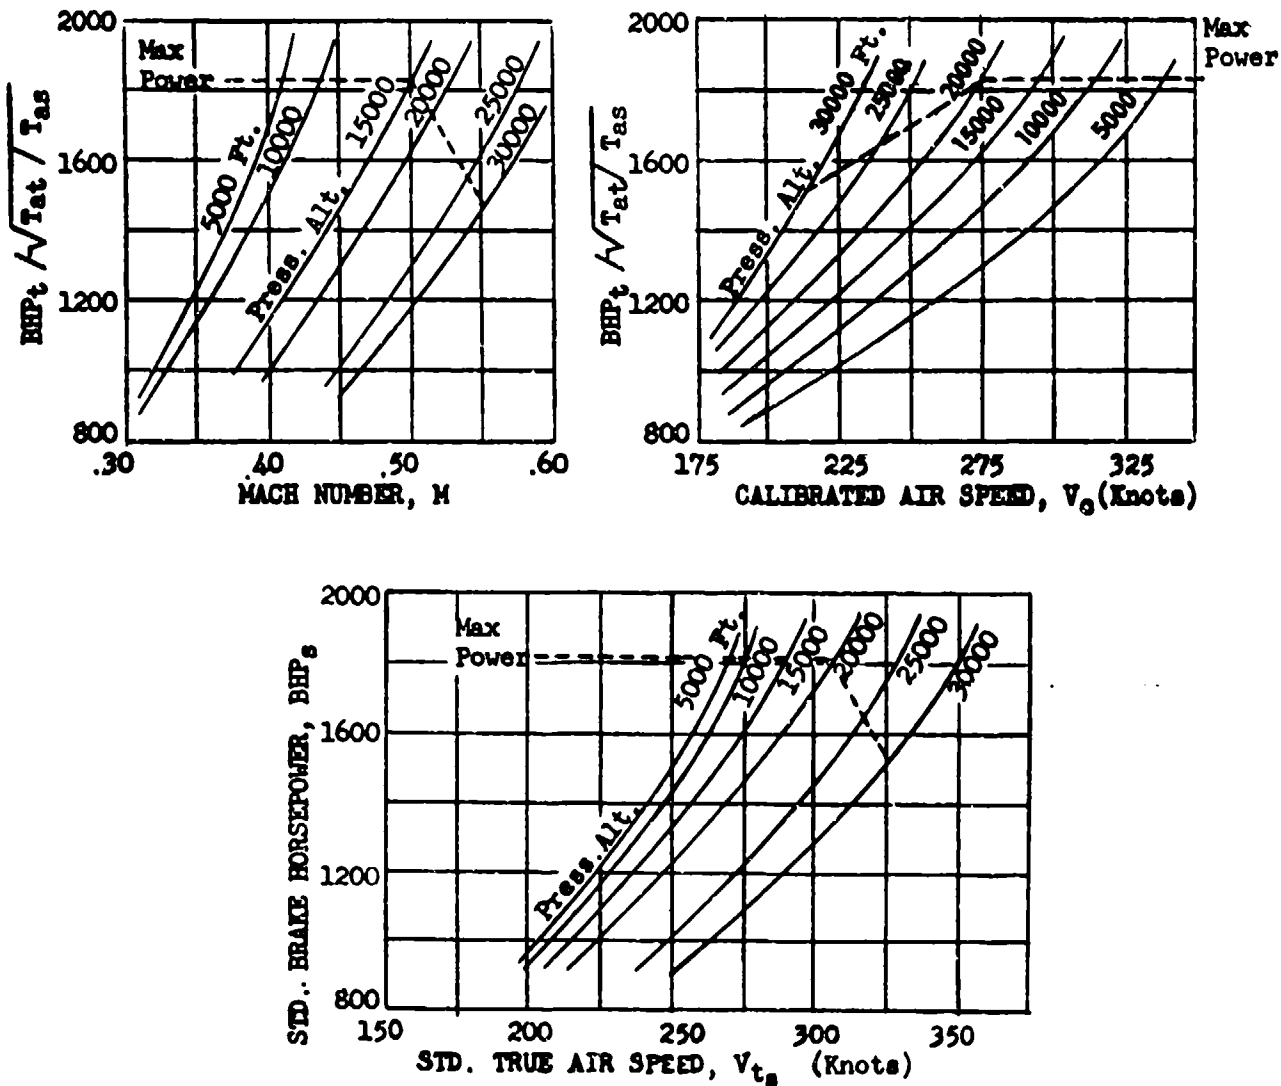 2000
1600
1200
800
BHPt /√Tat / Tas
Max
Power
5000 Ft.
10000
Press. Alt.
15000
20000
25000
30000
.30
.40
.50
.60
MACH NUMBER, M
2000
1600
1200
800
BHPt /√Tat / Tas
Max
Power
Press. Alt.
30000 Ft.
25000
20000
15000
10000
5000
175
225
275
325
CALIBRATED AIR SPEED, Vc (Knots)
2000
1600
1200
800
STD. BRAKE HORSEPOWER, BHPs
Max
Power
Press. Alt.
5000 Ft.
10000
15000
20000
25000
30000
150
200
250
300
350
STD. TRUE AIR SPEED, Vts (Knots)